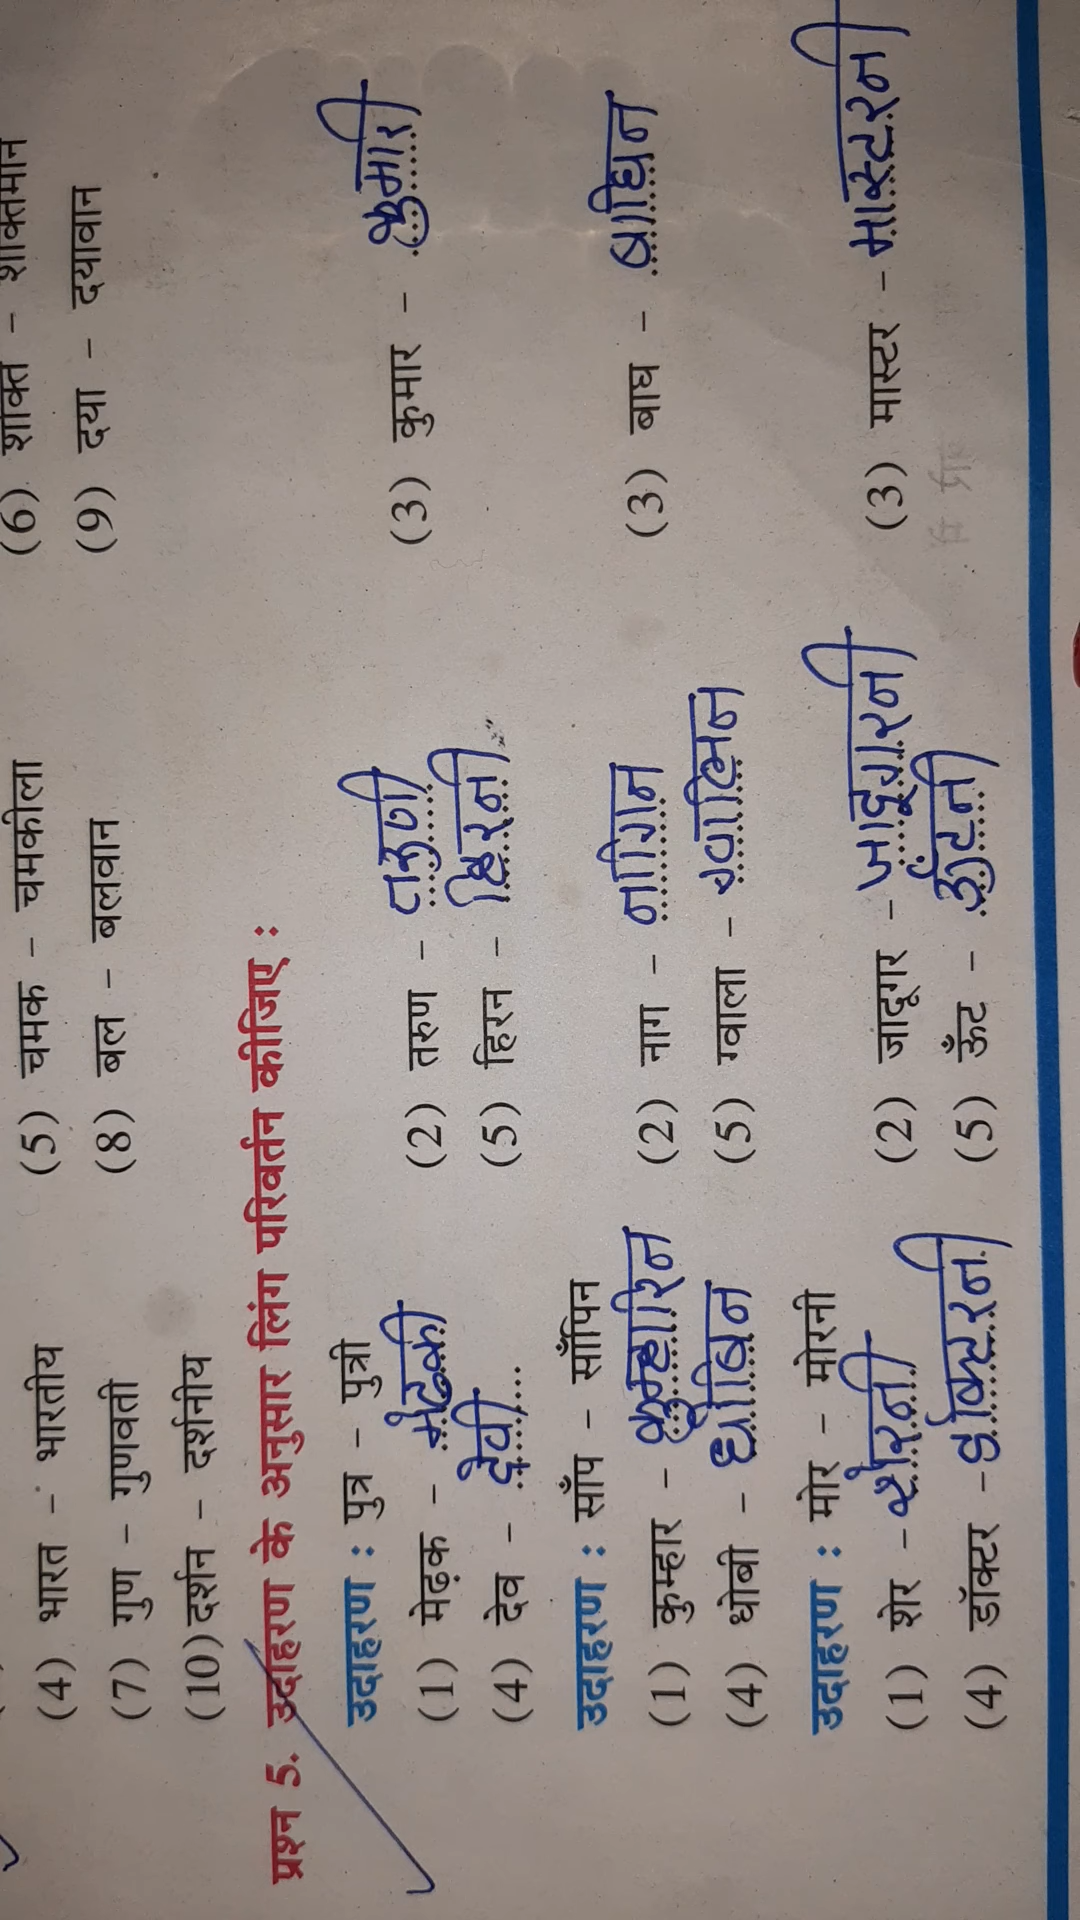 (6) शक्ति - शक्तिमान
(4) भारत - भारतीय (5) चमक - चमकीला
(7) गुण - गुणवती (8) बल - बलवान (9) दया - दयावान
(10) दर्शन - दर्शनीय
प्रश्न 5. उदाहरण के अनुसार लिंग परिवर्तन कीजिए :
उदाहरण : पुत्र - पुत्री
(1) मेढ़क - मेढ़की (2) तरुण - तरुणी (3) कुमार - कुमारी
(4) देव - देवी (5) हिरन - हिरनी
उदाहरण : साँप - साँपिन
(1) कुम्हार - कुम्हारिन (2) नाग - नागिन (3) बाघ - बाघिन
(4) धोबी - धोबिन (5) ग्वाला - ग्वालिन
उदाहरण : मोर - मोरनी
(1) शेर - शेरनी (2) जादूगर - जादूगरनी (3) मास्टर - मास्टरनी
(4) डॉक्टर - डॉक्टरनी (5) ऊँट - ऊँटनी